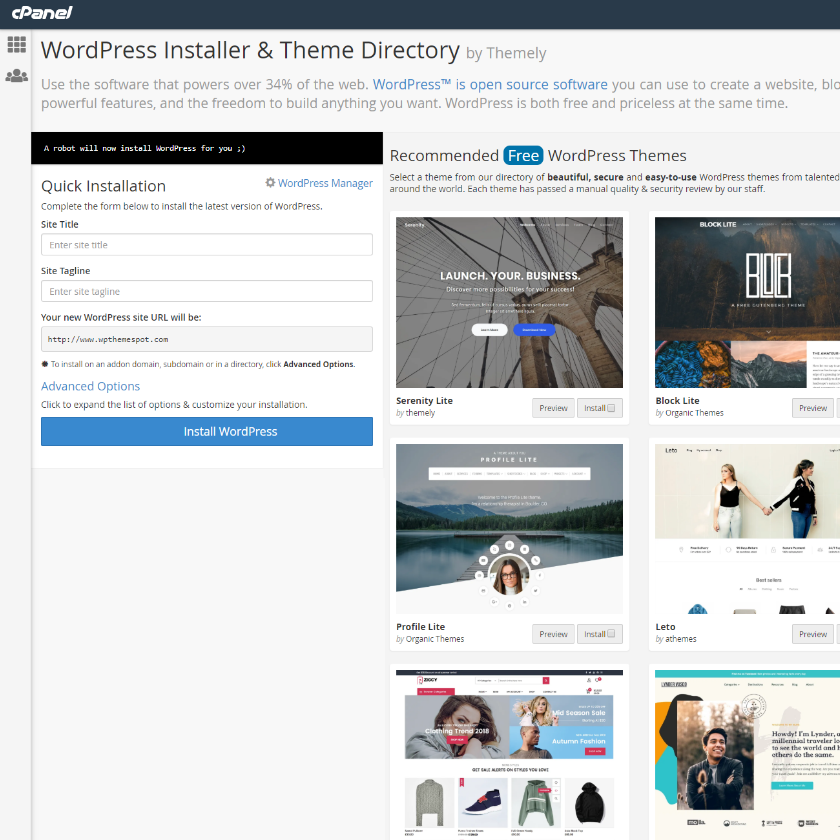 cPanel
WordPress Installer & Theme Directory by Themely
Use the software that powers over 34% of the web. WordPress™ is open source software you can use to create a website, blo
powerful features, and the freedom to build anything you want. WordPress is both free and priceless at the same time.
A robot will now install WordPress for you ;)
Quick Installation
WordPress Manager
Complete the form below to install the latest version of WordPress.
Site Title
Enter site title
Site Tagline
Enter site tagline
Your new WordPress site URL will be:
http://www.wpthemespot.com
To install on an addon domain, subdomain or in a directory, click Advanced Options.
Advanced Options
Click to expand the list of options & customize your installation.
Install WordPress
Recommended Free WordPress Themes
Select a theme from our directory of beautiful, secure and easy-to-use WordPress themes from talented
around the world. Each theme has passed a manual quality & security review by our staff.
Serenity
LAUNCH. YOUR. BUSINESS.
Discover more possibilities for your success!
Serenity Lite
by themely
Preview
Install
BLOCK LITE
A FREE GUTENBERG THEME
Block Lite
by Organic Themes
Preview
PROFILE LITE
Profile Lite
by Organic Themes
Preview
Install
Leto
Best sellers
Leto
by athemes
Preview
ZIGCY
Mid Season Sale
Clothing Trend 2018
Autumn Fashion
GET SALE ALERTS ON STYLES YOU LOVE
Howdy! I'm Lynder, a
millennial traveler lo
to see the world and h
others do the same.